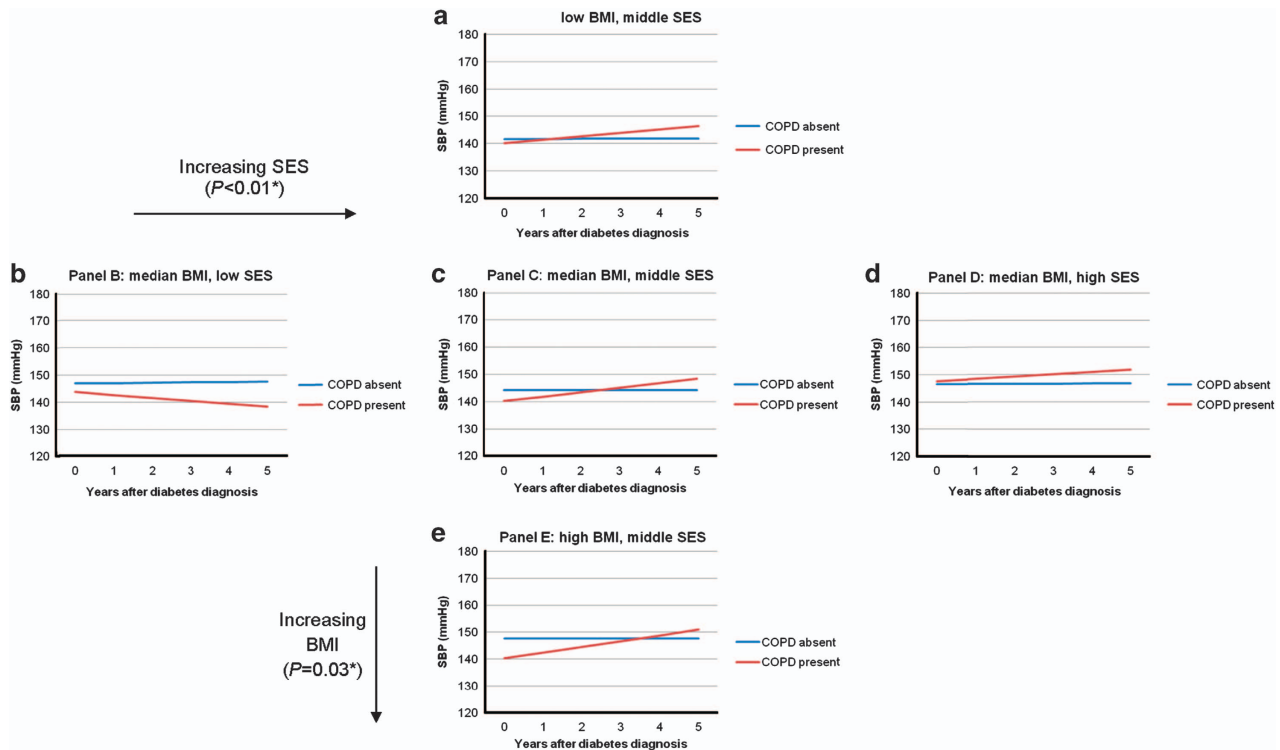 a
low BMI, middle SES
180
170
160
150
140
130
120
SBP (mmHg)
0 1 2 3 4 5
Years after diabetes diagnosis
COPD absent
COPD present
Increasing SES
(P<0.01*)
b
Panel B: median BMI, low SES
180
170
160
150
140
130
120
SBP (mmHg)
0 1 2 3 4 5
Years after diabetes diagnosis
COPD absent
COPD present
c
Panel C: median BMI, middle SES
180
170
160
150
140
130
120
SBP (mmHg)
0 1 2 3 4 5
Years after diabetes diagnosis
COPD absent
COPD present
d
Panel D: median BMI, high SES
180
170
160
150
140
130
120
SBP (mmHg)
0 1 2 3 4 5
Years after diabetes diagnosis
COPD absent
COPD present
Increasing
BMI
(P=0.03*)
e
Panel E: high BMI, middle SES
180
170
160
150
140
130
120
SBP (mmHg)
0 1 2 3 4 5
Years after diabetes diagnosis
COPD absent
COPD present